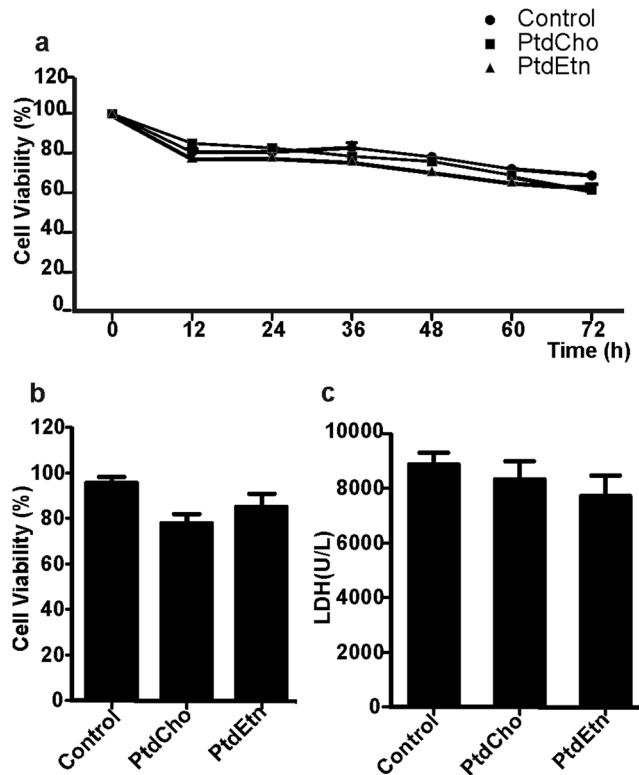 Control
PtdCho
PtdEtn
a
Cell Viability (%)
120
100
80
60
40
20
0
0 12 24 36 48 60 72
Time (h)
b
Cell Viability (%)
120
100
80
60
40
20
0
Control PtdCho PtdEtn
c
LDH(U/L)
10000
8000
6000
4000
2000
0
Control PtdCho PtdEtn